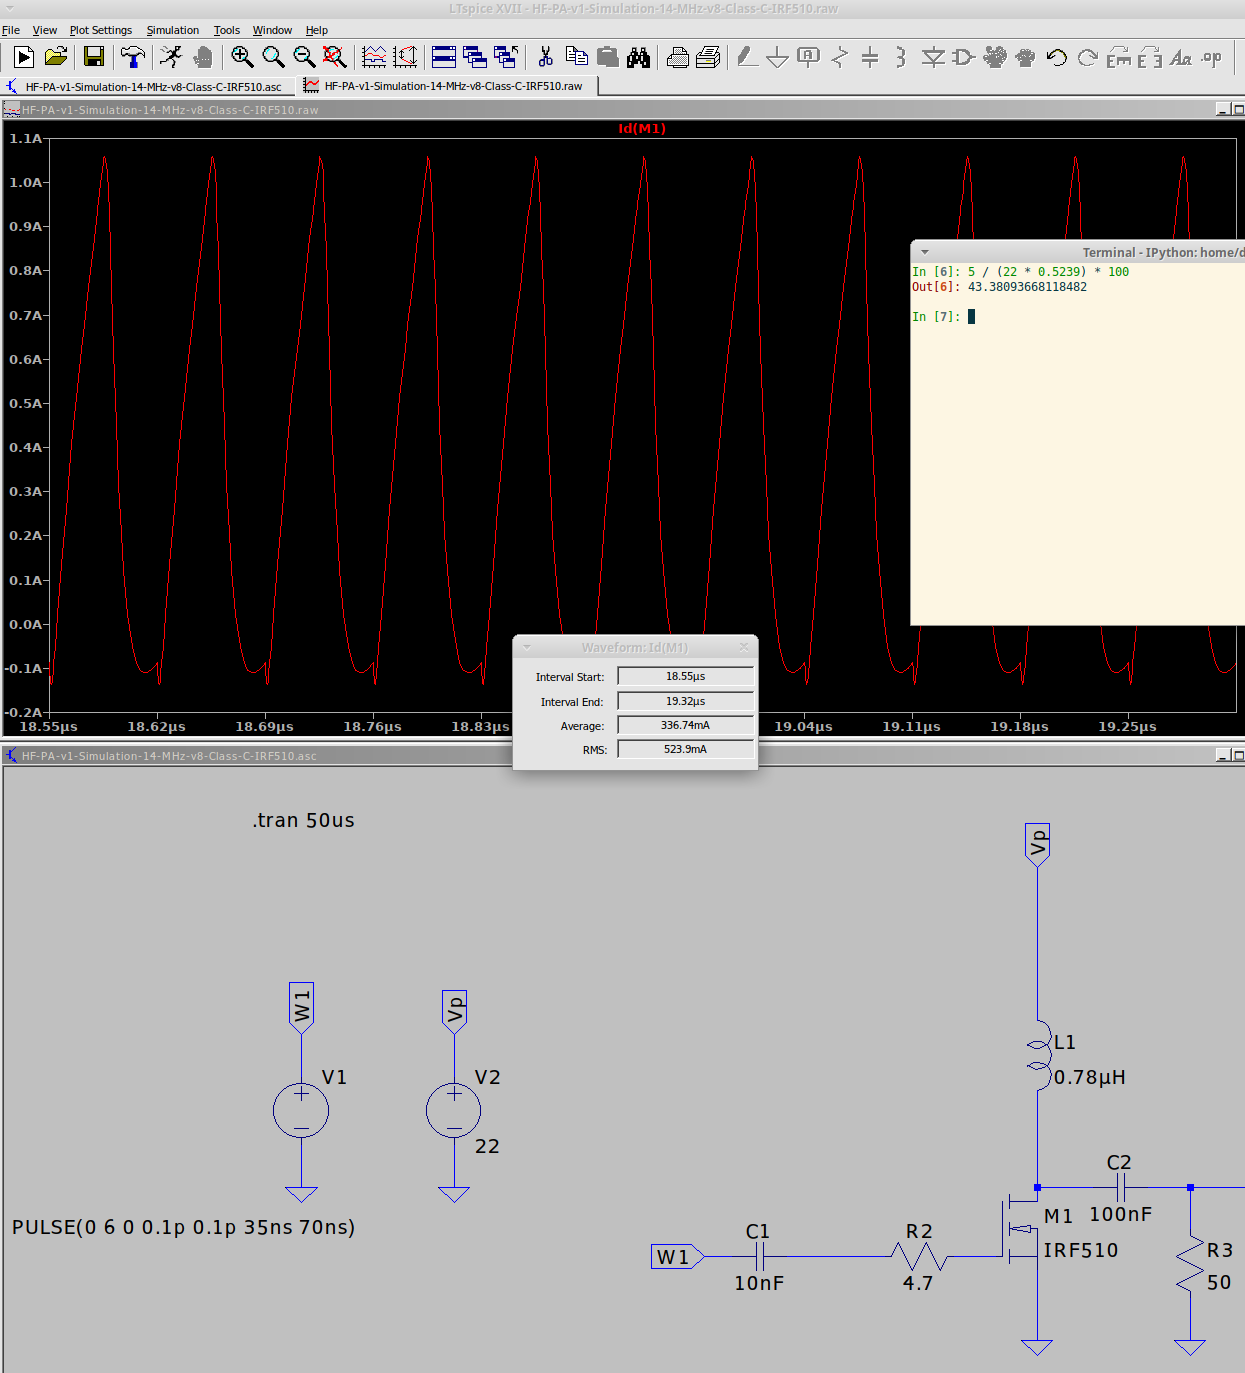 LTspice XVII - HF-PA-v1-Simulation-14-MHz-v8-Class-C-IRF510.raw
File View Plot Settings Simulation Tools Window Help
HF-PA-v1-Simulation-14-MHz-v8-Class-C-IRF510.asc HF-PA-v1-Simulation-14-MHz-v8-Class-C-IRF510.raw
HF-PA-v1-Simulation-14-MHz-v8-Class-C-IRF510.raw
Id(M1)
1.1A
1.0A
0.9A
0.8A
0.7A
0.6A
0.5A
0.4A
0.3A
0.2A
0.1A
0.0A
-0.1A
-0.2A
18.55µs 18.62µs 18.69µs 18.76µs 18.83µs 19.04µs 19.11µs 19.18µs 19.25µs
Terminal - IPython: home/d
In [6]: 5 / (22 * 0.5239) * 100
Out[6]: 43.38093668118482
In [7]:
Waveform: Id(M1)
Interval Start: 18.55µs
Interval End: 19.32µs
Average: 336.74mA
RMS: 523.9mA
HF-PA-v1-Simulation-14-MHz-v8-Class-C-IRF510.asc
.tran 50us
Vp
W1
Vp
L1
0.78µH
V1
V2
22
C2
100nF
M1
IRF510
PULSE(0 6 0 0.1p 0.1p 35ns 70ns)
W1
C1
10nF
R2
4.7
R3
50